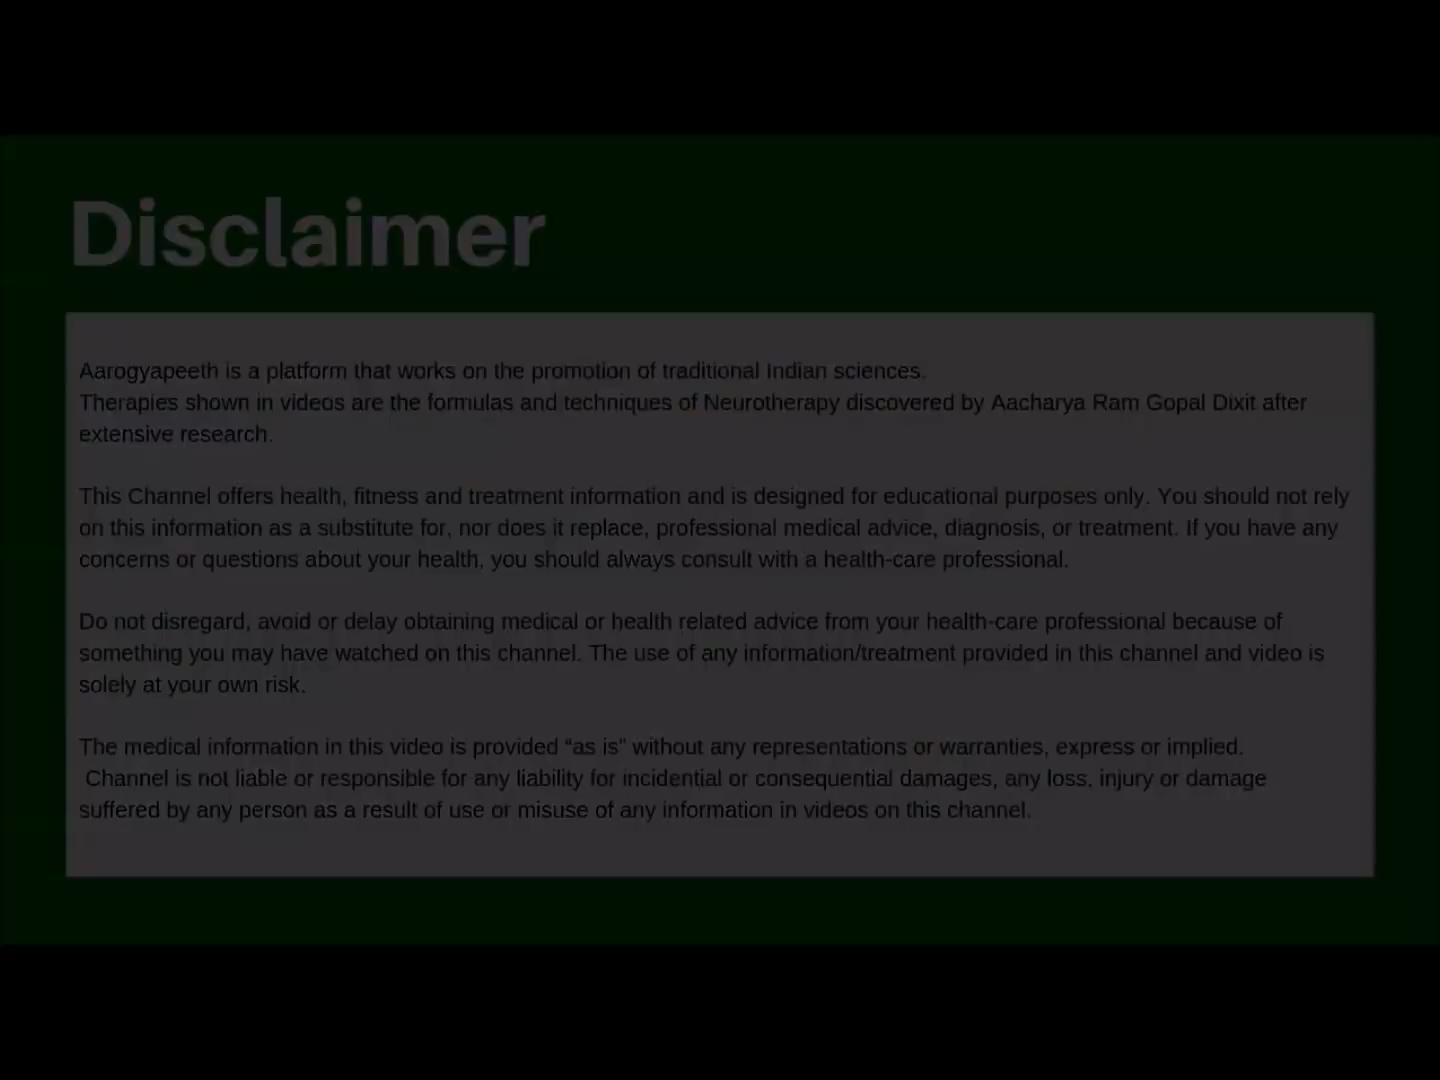 Disclaimer
Aarogyapeeth is a platform that works on the promotion of traditional Indian sciences.
Therapies shown in videos are the formulas and techniques of Neurotherapy discovered by Aacharya Ram Gopal Dixit after
extensive research.
This Channel offers health, fitness and treatment information and is designed for educational purposes only. You should not rely
on this information as a substitute for, nor does it replace, professional medical advice, diagnosis, or treatment. If you have any
concerns or questions about your health, you should always consult with a health-care professional.
Do not disregard, avoid or delay obtaining medical or health related advice from your health-care professional because of
something you may have watched on this channel. The use of any information/treatment provided in this channel and video is
solely at your own risk.
The medical information in this video is provided “as is” without any representations or warranties, express or implied.
Channel is not liable or responsible for any liability for incidential or consequential damages, any loss, injury or damage
suffered by any person as a result of use or misuse of any information in videos on this channel.